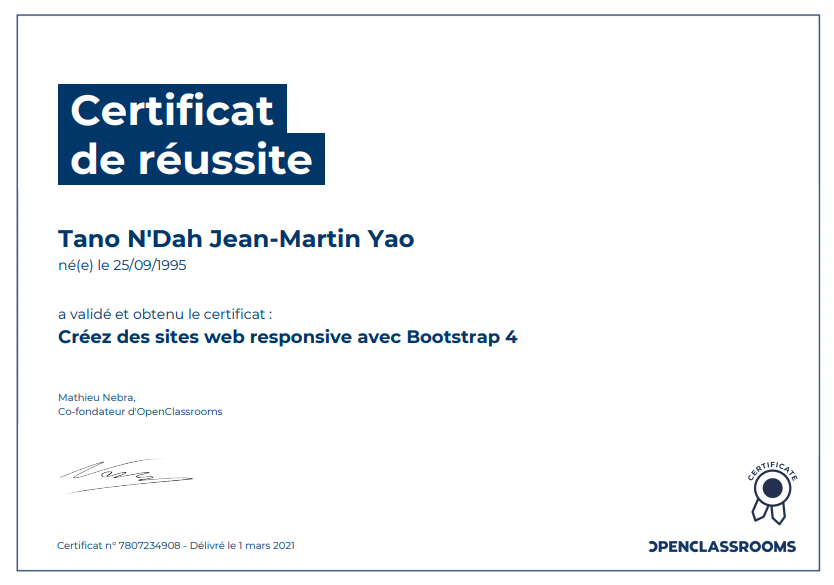 Certificat
de réussite
Tano N'Dah Jean-Martin Yao
né(e) le 25/09/1995
a validé et obtenu le certificat :
Créez des sites web responsive avec Bootstrap 4
Mathieu Nebra,
Co-fondateur d'OpenClassrooms
CERTIFICATE
Certificat n° 7807234908 - Délivré le 1 mars 2021
OPENCLASSROOMS